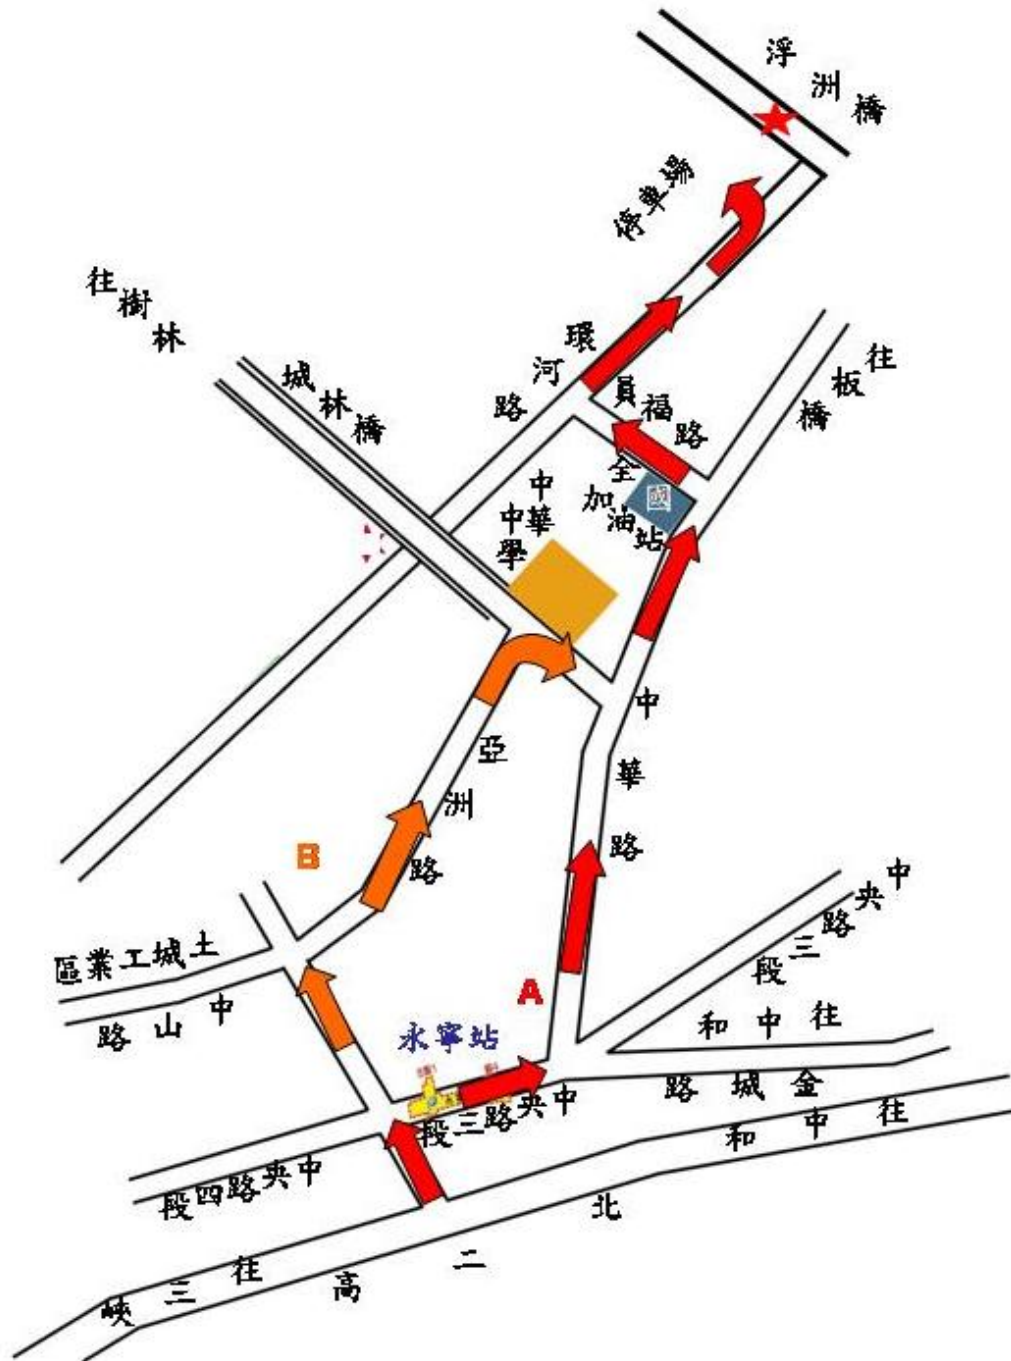 浮洲橋
停車場
往樹林
城林橋
環河路
員福路
往板橋
全國加油站
中華中學
中華路
亞洲路
B
土城工業區
中山路
A
永寧站
中央路三段
往中和
金城路
中央路三段
往中和
中央路四段
北二高
往三峽